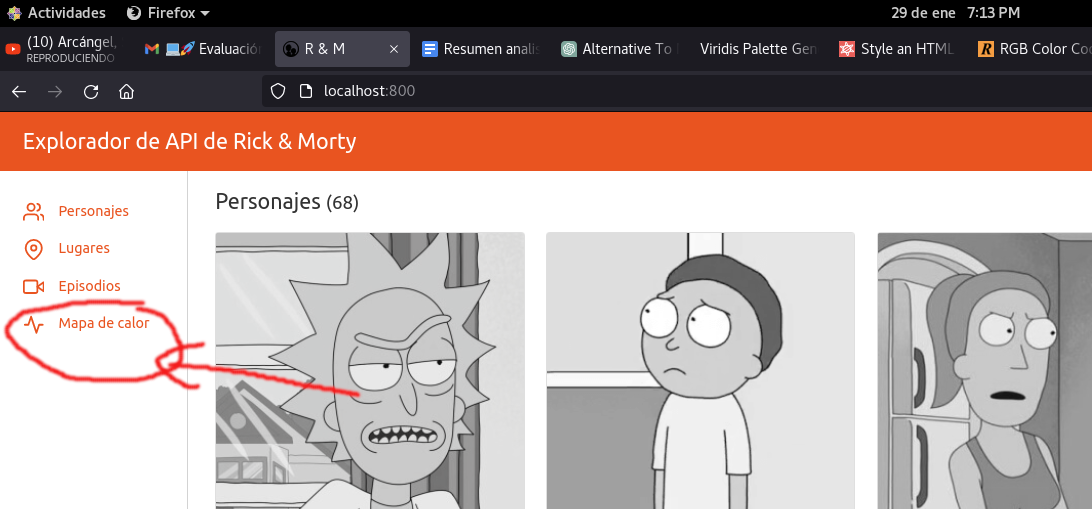 Actividades Firefox 29 de ene 7:13 PM
(10) Arcángel, Evaluación R & M Resumen analis Alternative To Viridis Palette Gen Style an HTML RGB Color Co
REPRODUCIENDO
localhost:800
Explorador de API de Rick & Morty
Personajes (68)
Personajes
Lugares
Episodios
Mapa de calor